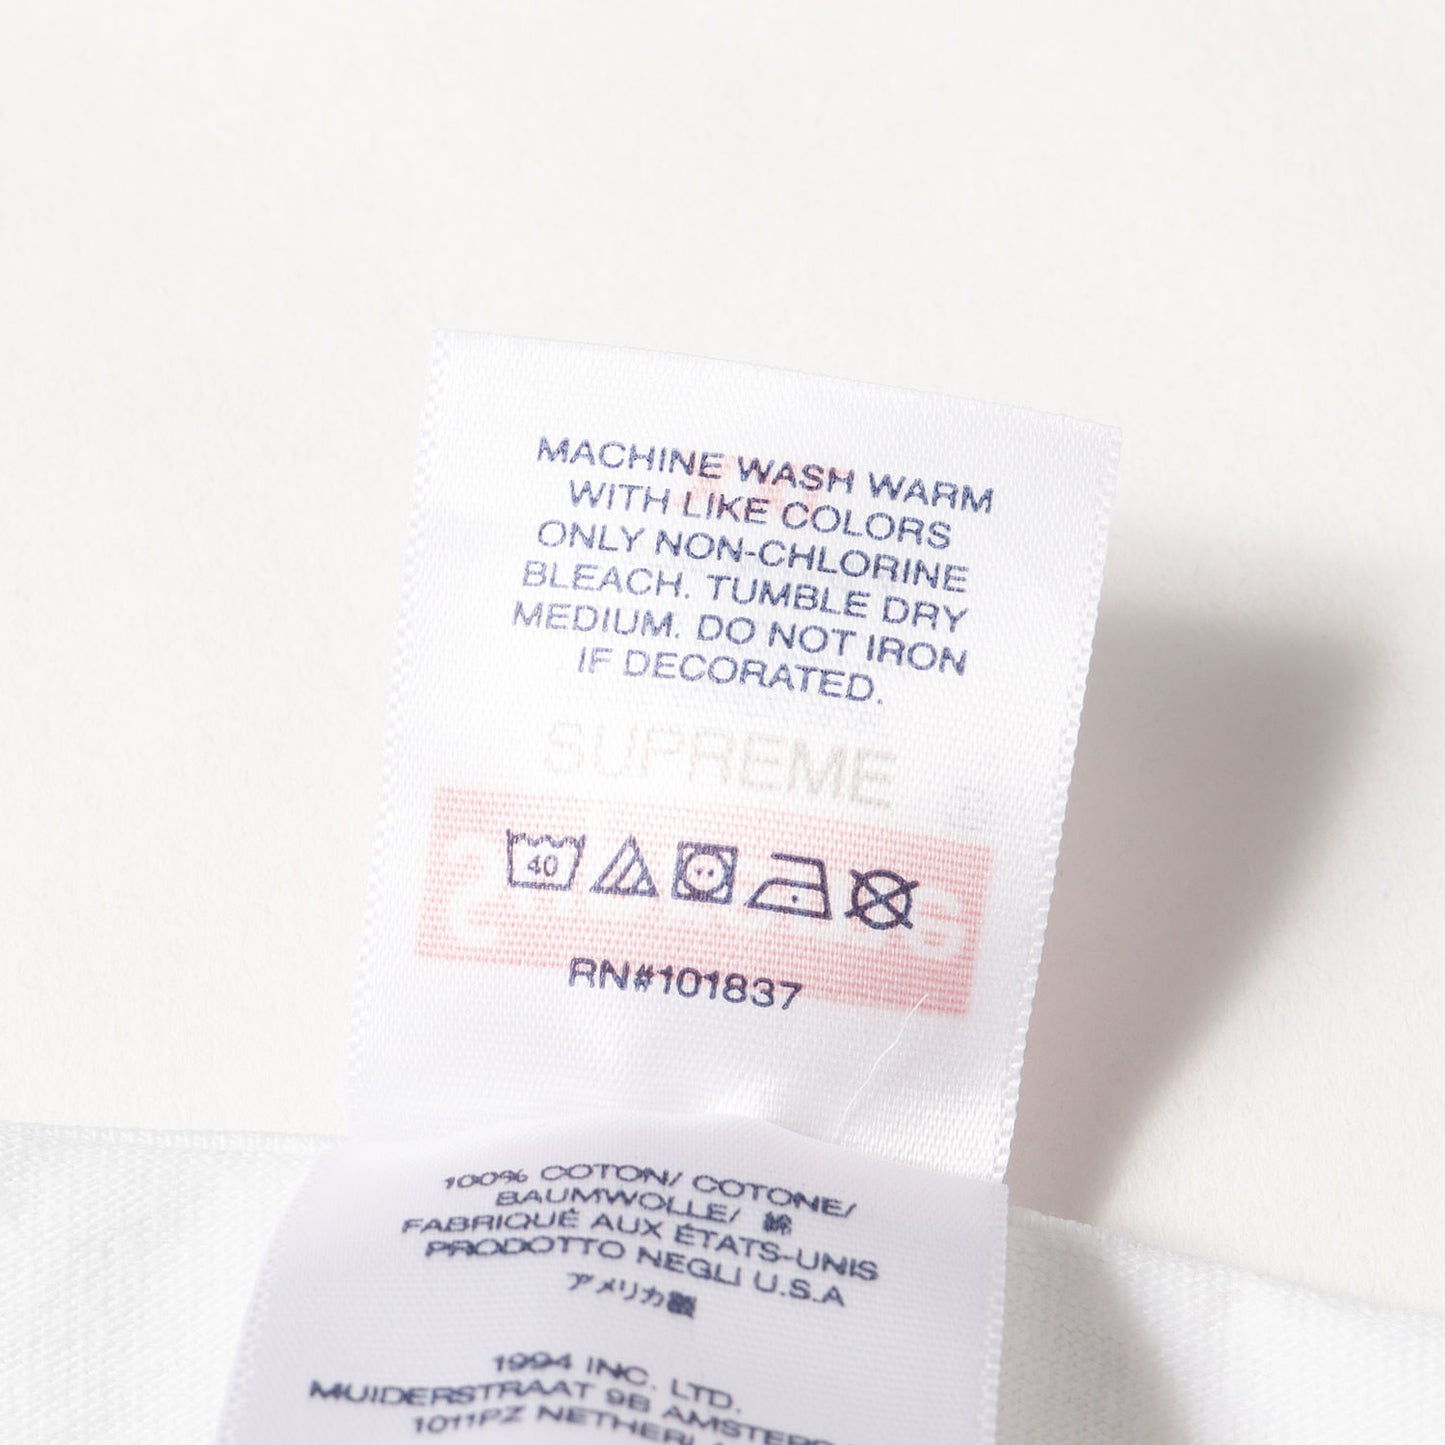 MACHINE WASH WARM
WITH LIKE COLORS
ONLY NON-CHLORINE
BLEACH. TUMBLE DRY
MEDIUM. DO NOT IRON
IF DECORATED.
SUPREME
40
RN#101837
100% COTON/ COTONE/
BAUMWOLLE/ 綿
FABRIQUÉ AUX ÉTATS-UNIS
PRODOTTO NEGLI U.S.A
アメリカ製
1994 INC. LTD.
MUIDERSTRAAT 9B
1011PZ